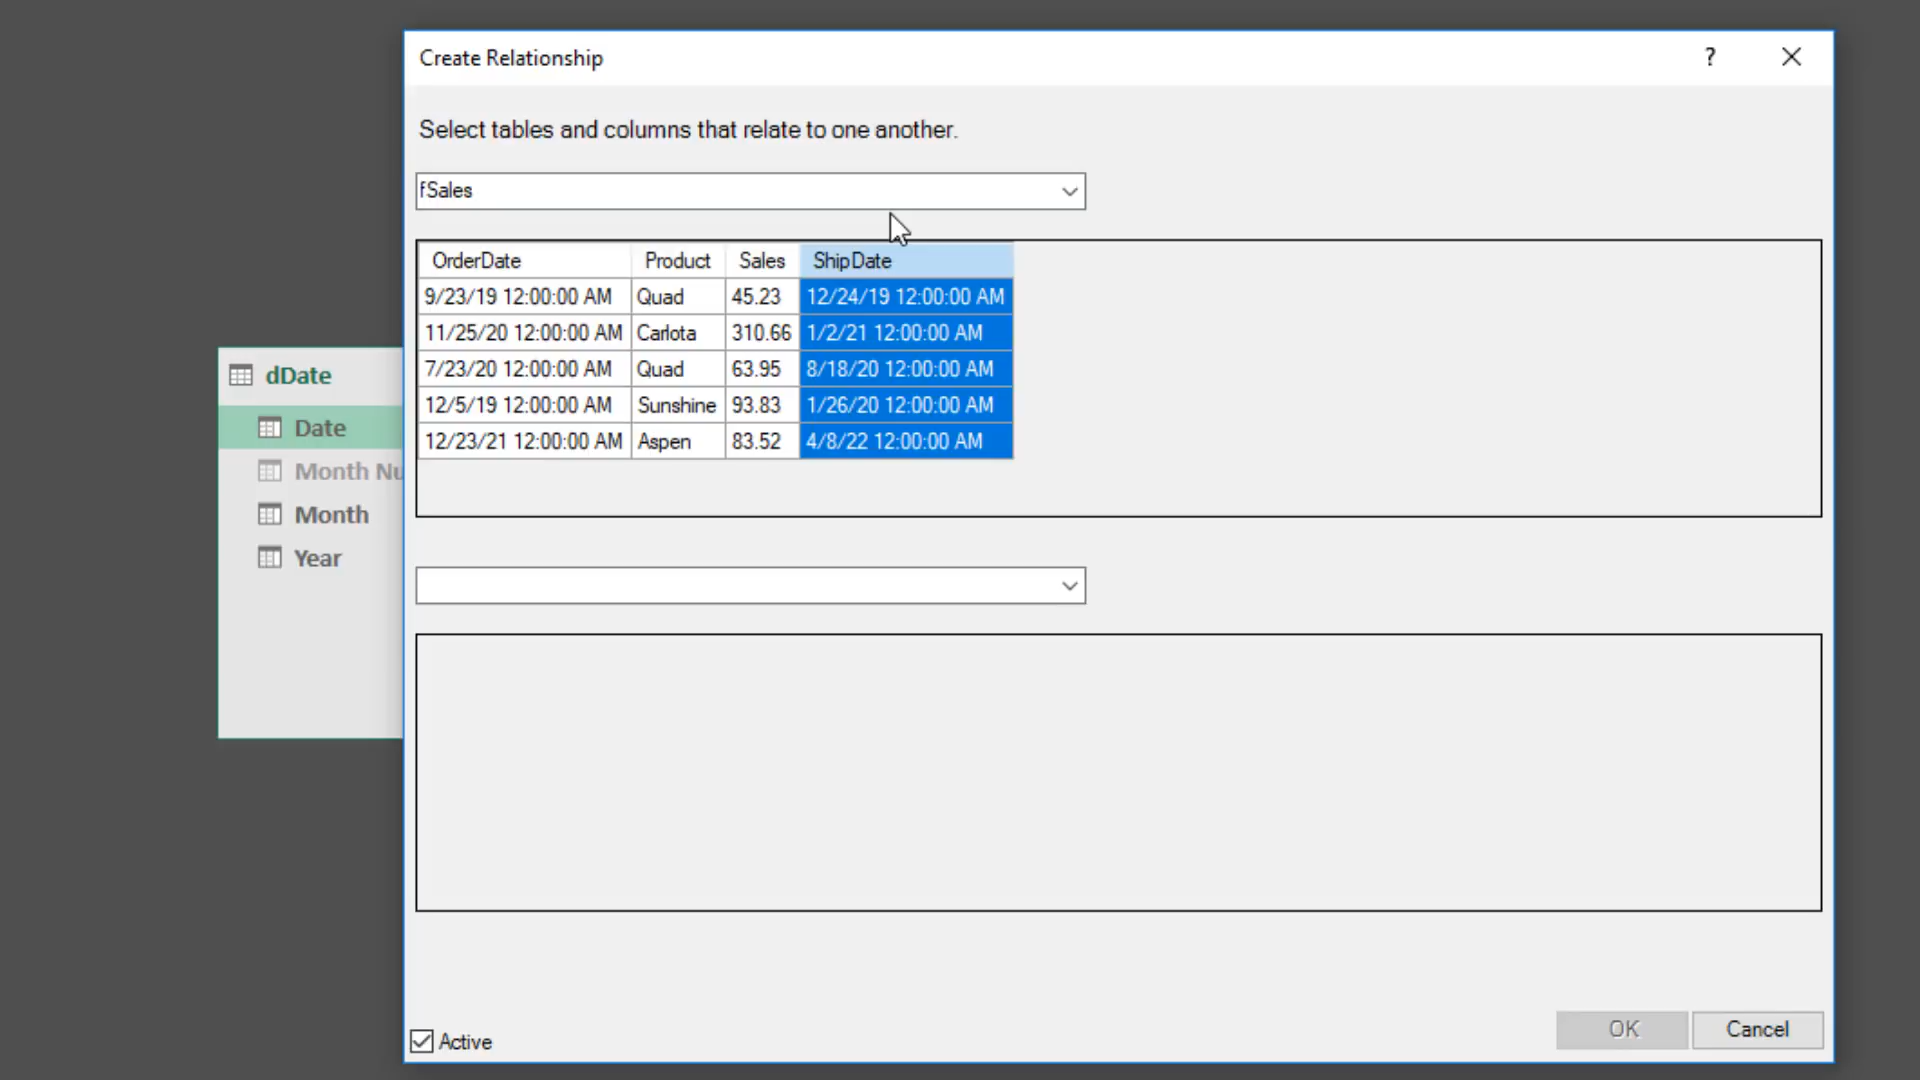 Create Relationship
?
Select tables and columns that relate to one another.
fSales
OrderDate Product Sales ShipDate
9/23/19 12:00:00 AM Quad 45.23 12/24/19 12:00:00 AM
11/25/20 12:00:00 AM Carlota 310.66 1/2/21 12:00:00 AM
7/23/20 12:00:00 AM Quad 63.95 8/18/20 12:00:00 AM
12/5/19 12:00:00 AM Sunshine 93.83 1/26/20 12:00:00 AM
12/23/21 12:00:00 AM Aspen 83.52 4/8/22 12:00:00 AM
dDate
Date
Month Nu
Month
Year
Active
OK
Cancel